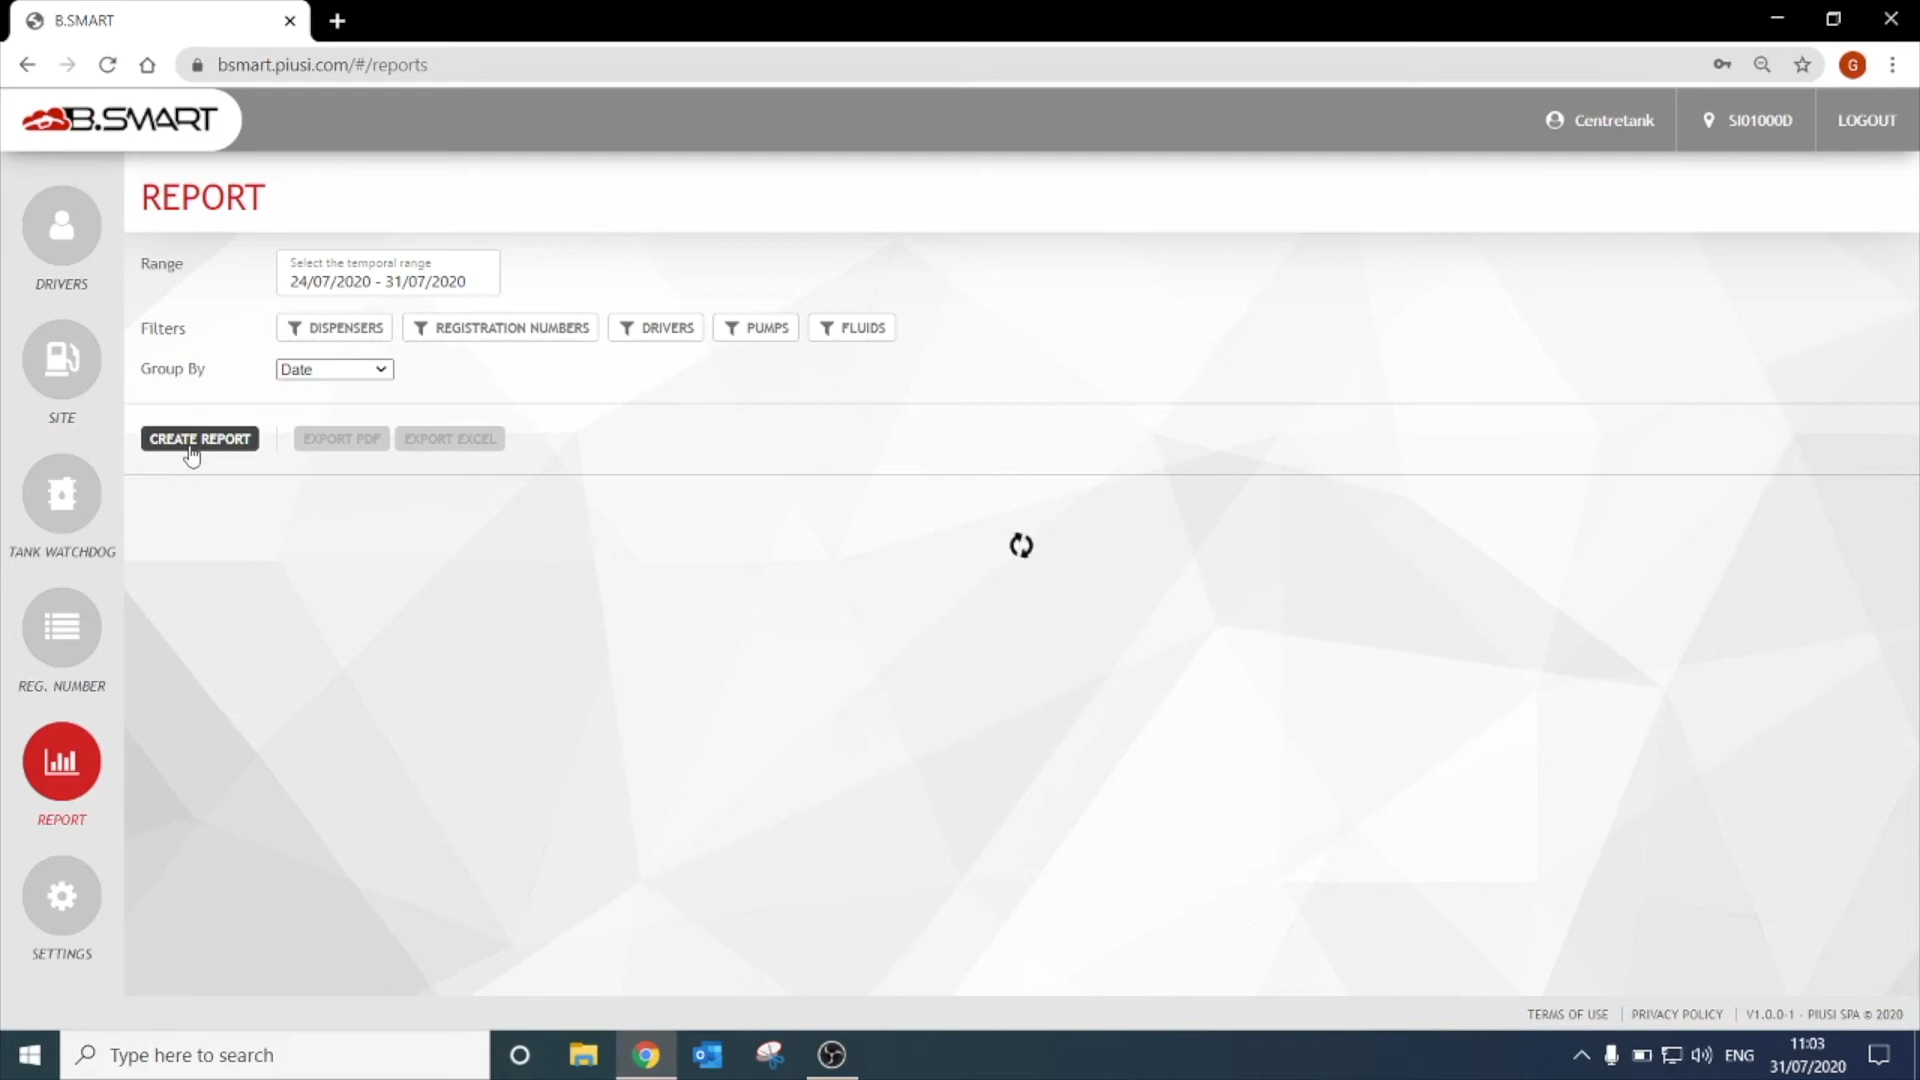 B.SMART
bsmart.piusi.com/#/reports
G
B.SMART
Centretank
SI01000D
LOGOUT
REPORT
Range
Select the temporal range
24/07/2020 - 31/07/2020
Filters
DISPENSERS
REGISTRATION NUMBERS
DRIVERS
PUMPS
FLUIDS
Group By
Date
CREATE REPORT
EXPORT PDF
EXPORT EXCEL
DRIVERS
SITE
TANK WATCHDOG
REG. NUMBER
REPORT
SETTINGS
TERMS OF USE
PRIVACY POLICY
V1.0.0-1 - PIUSI SPA © 2020
Type here to search
ENG
11:03
31/07/2020